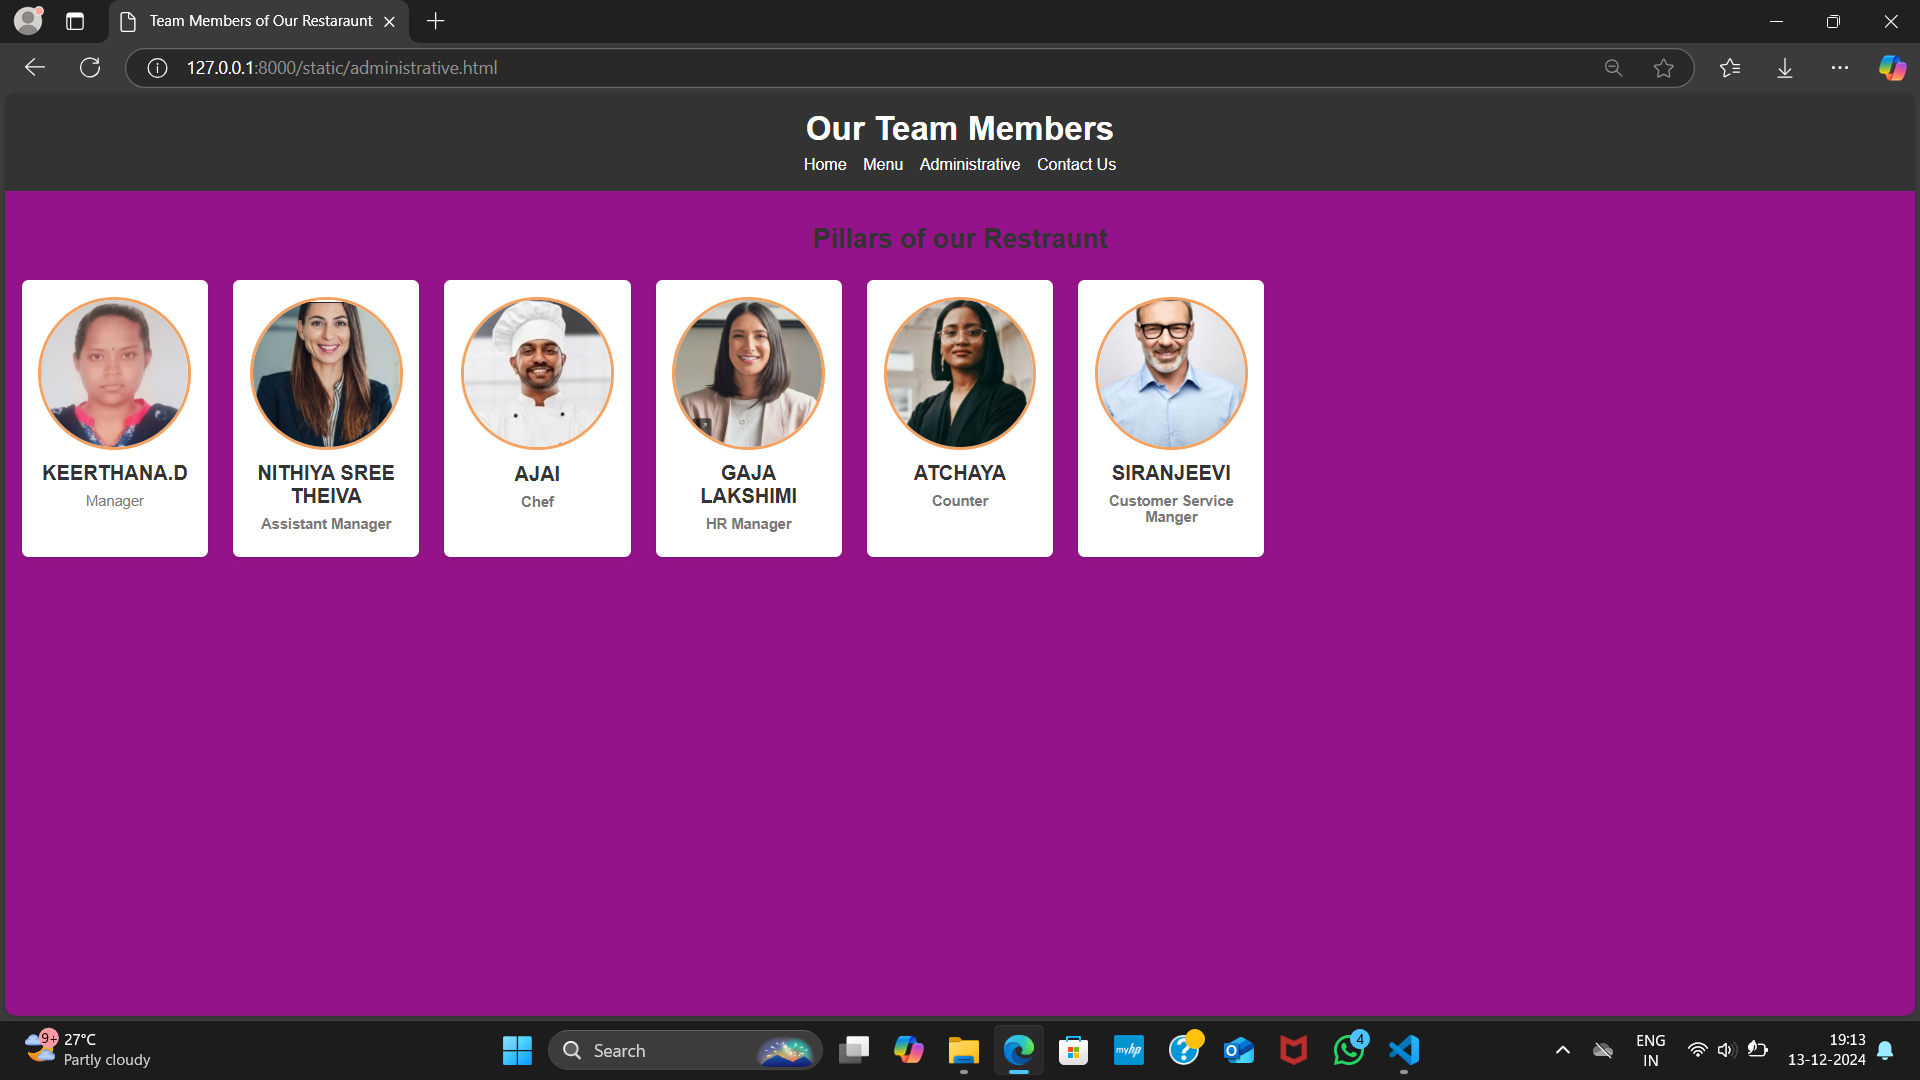 Team Members of Our Restaraunt
127.0.0.1:8000/static/administrative.html
Our Team Members
Home Menu Administrative Contact Us
Pillars of our Restraunt
KEERTHANA.D
Manager
NITHIYA SREE
THEIVA
Assistant Manager
AJAI
Chef
GAJA
LAKSHIMI
HR Manager
ATCHAYA
Counter
SIRANJEEVI
Customer Service
Manger
9+
27°C
Partly cloudy
Search
myhp
4
ENG
IN
19:13
13-12-2024